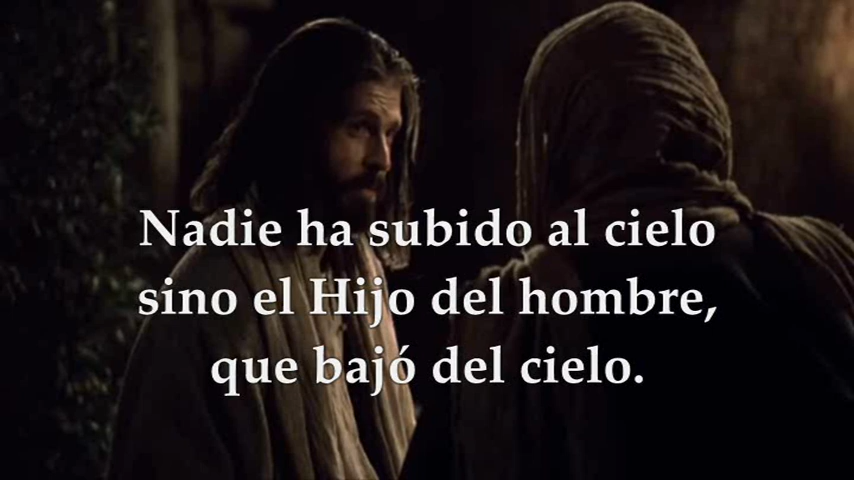 Nadie ha subido al cielo
sino el Hijo del hombre,
que bajó del cielo.